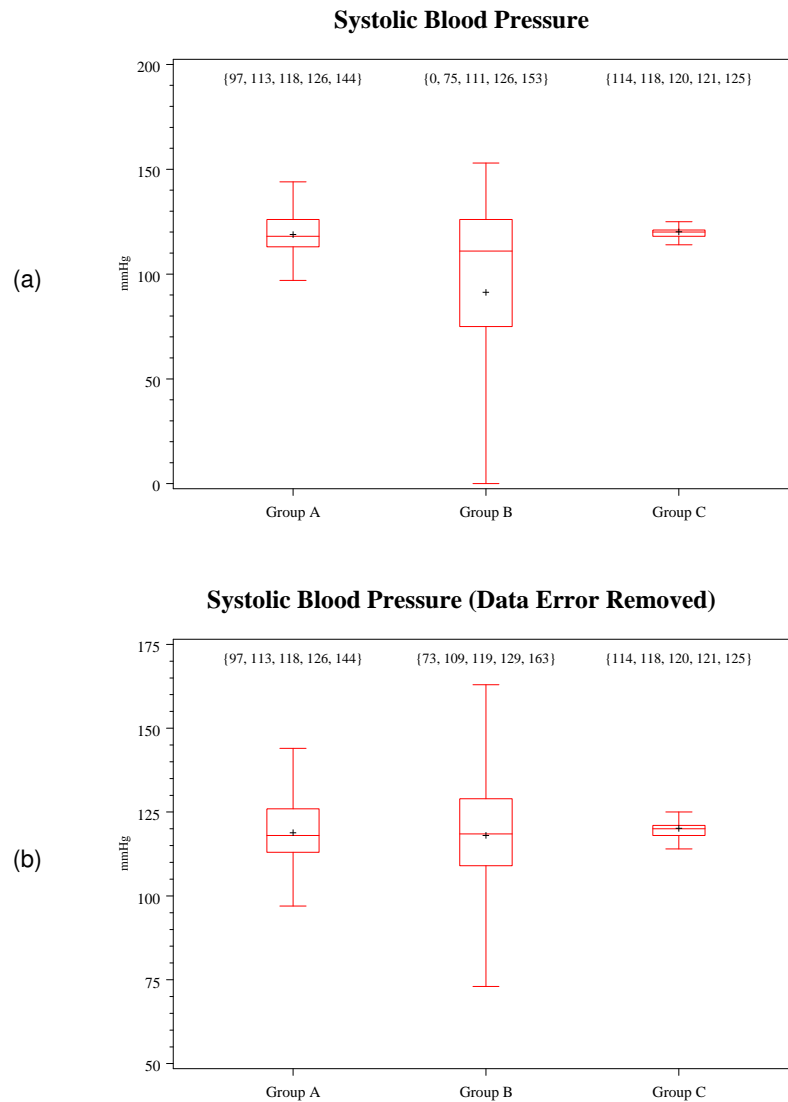 Systolic Blood Pressure
200
{97, 113, 118, 126, 144} {0, 75, 111, 126, 153} {114, 118, 120, 121, 125}
150
100
(a)
mmHg
50
0
Group A Group B Group C
Systolic Blood Pressure (Data Error Removed)
175
{97, 113, 118, 126, 144} {73, 109, 119, 129, 163} {114, 118, 120, 121, 125}
150
125
(b)
mmHg
100
75
50
Group A Group B Group C